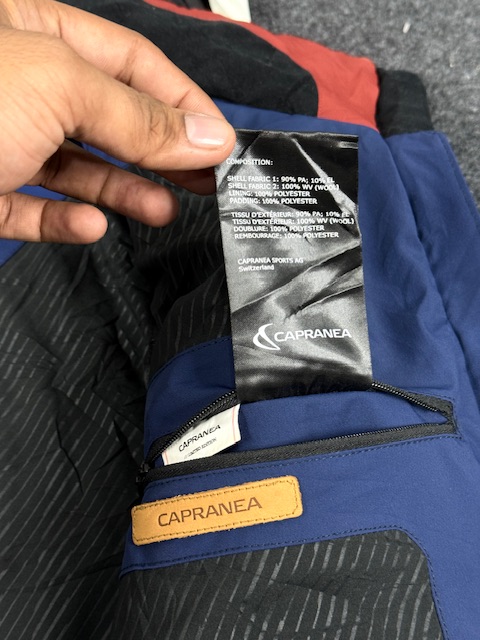 COMPOSITION:
SHELL FABRIC 1: 90% PA; 10% EL
SHELL FABRIC 2: 100% WV (WOOL)
LINING: 100% POLYESTER
PADDING: 100% POLYESTER
TISSU D'EXTÉRIEUR: 90% PA; 10% EL
TISSU D'EXTÉRIEUR: 100% WV (WOOL)
DOUBLURE: 100% POLYESTER
REMBOURRAGE: 100% POLYESTER
CAPRANEA SPORTS AG
Switzerland
CAPRANEA
CAPRANEA
LIMITED EDITION
CAPRANEA